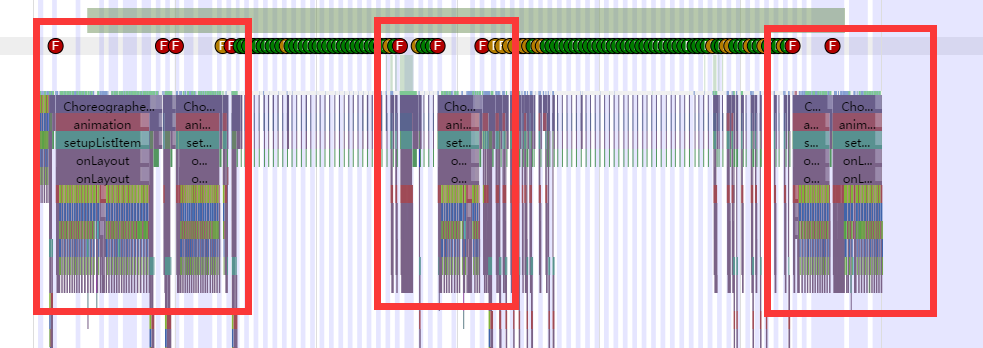 F F F F F F F F F F F
Choreographe... Cho... Cho... C... Cho...
animation ani... ani... a... anim...
setupListItem set... set... s... set...
onLayout o... o... o... onL...
onLayout o... o... o... onL...